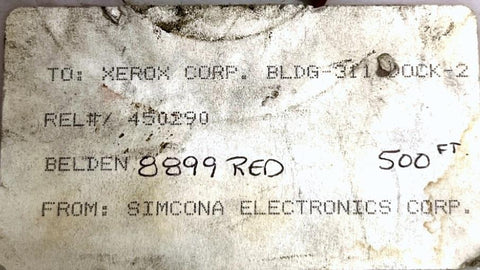 TO: XEROX CORP. BLDG-311 DOCK-2
REL#/ 450290
BELDEN 8899 RED 500 FT.
FROM: SIMCONA ELECTRONICS CORP.